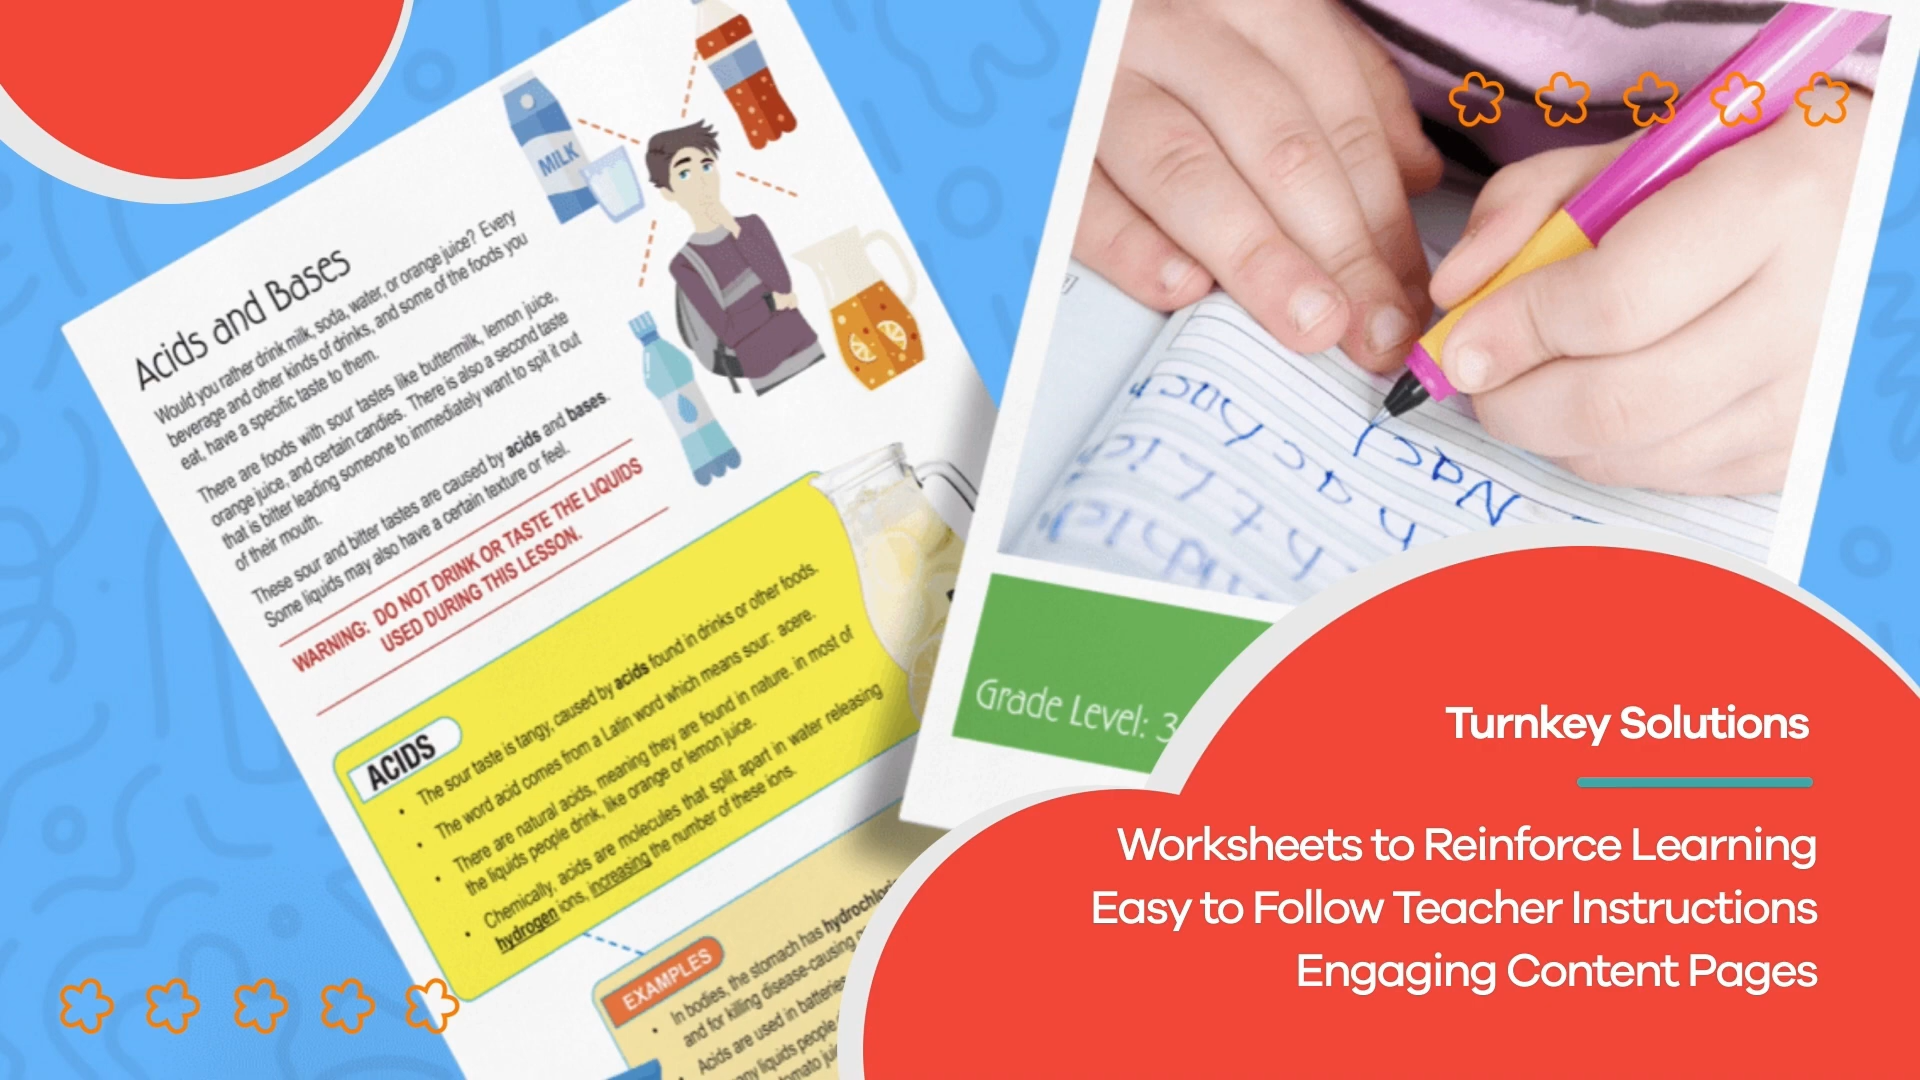 MILK
Acids and Bases
Would you rather drink milk, soda, water, or orange juice? Every
beverage and other kinds of drinks, and some of the foods you
eat, have a specific taste to them.
There are foods with sour tastes like buttermilk, lemon juice,
orange juice, and certain candies. There is also a second taste
that is bitter leading someone to immediately want to spit it out
of their mouth.
These sour and bitter tastes are caused by acids and bases.
Some liquids may also have a certain texture or feel.
WARNING: DO NOT DRINK OR TASTE THE LIQUIDS
USED DURING THIS LESSON.
ACIDS
• The sour taste is tangy, caused by acids found in drinks or other foods.
• The word acid comes from a Latin word which means sour: acere.
• There are natural acids, meaning they are found in nature. in most of
the liquids people drink, like orange or lemon juice.
• Chemically, acids are molecules that split apart in water releasing
hydrogen ions, increasing the number of these ions.
EXAMPLES
• In bodies, the stomach has
and for killing disease-causing
• Acids are used in batteries
liquids people
Grade Level: 3
Turnkey Solutions
Worksheets to Reinforce Learning
Easy to Follow Teacher Instructions
Engaging Content Pages